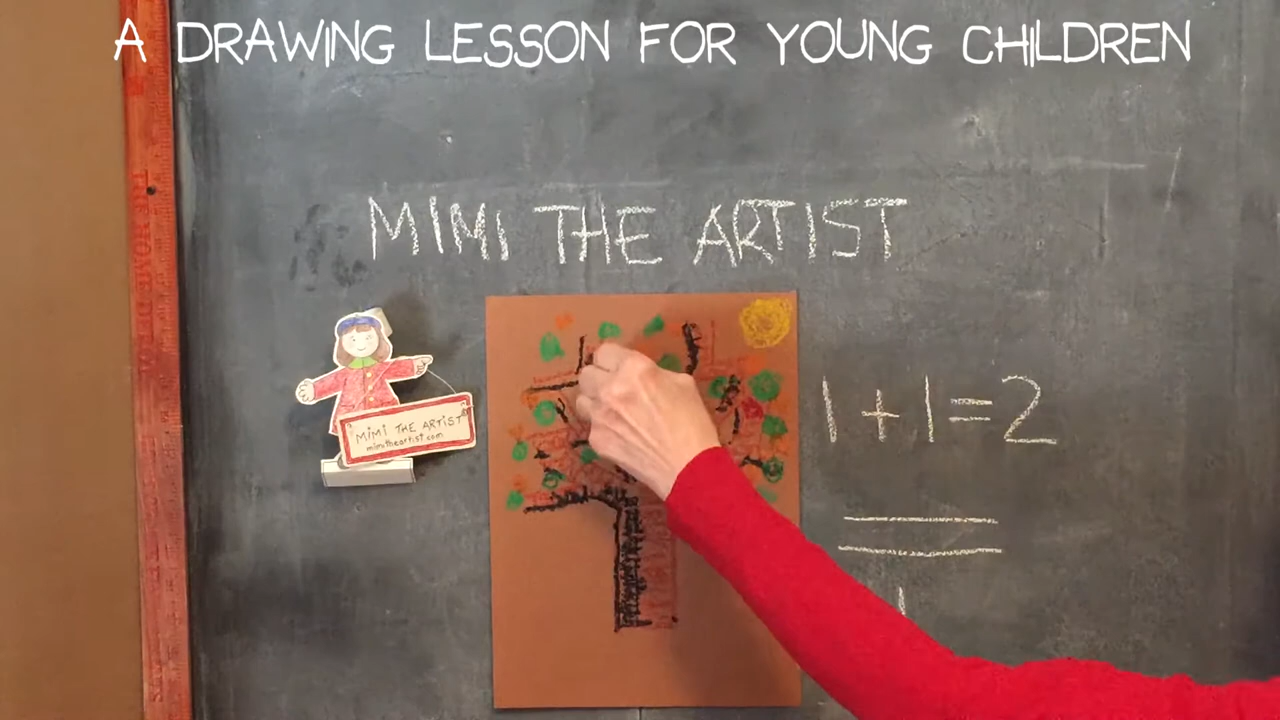 A DRAWING LESSON FOR YOUNG CHILDREN
MIMI THE ARTIST
MIMI THE ARTIST
mimitheartist.com
1+1=2